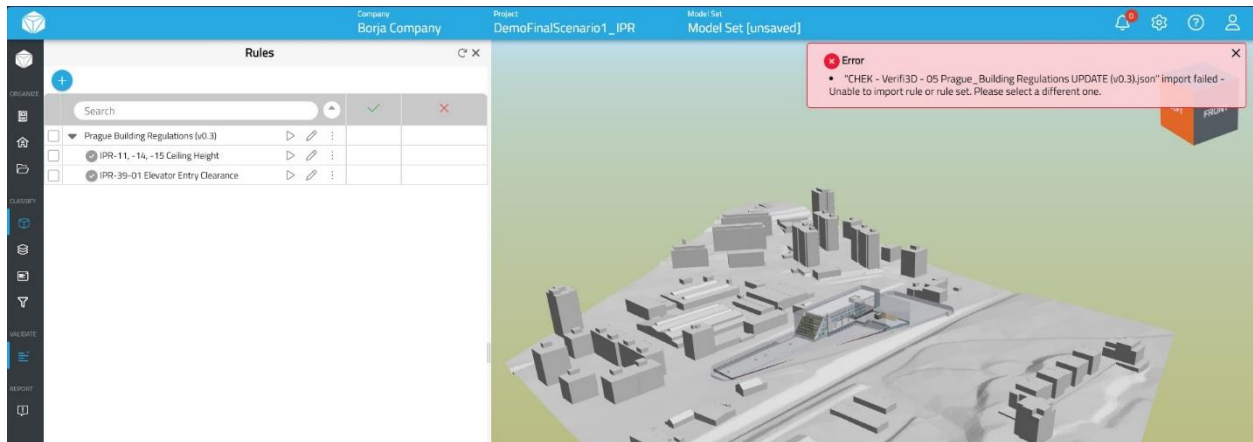 Company
Borja Company
Project
DemoFinalScenario1_IPR
Model Set
Model Set [unsaved]
0
Rules
ORGANIZE
CLASSIFY
VALIDATE
REPORT
Search
Prague Building Regulations (v0.3)
IPR-11, -14, -15 Ceiling Height
IPR-39-01 Elevator Entry Clearance
Error
"CHEK - Verifi3D - 05 Prague_Building Regulations UPDATE (v0.3).json" import failed -
Unable to import rule or rule set. Please select a different one.
FRONT